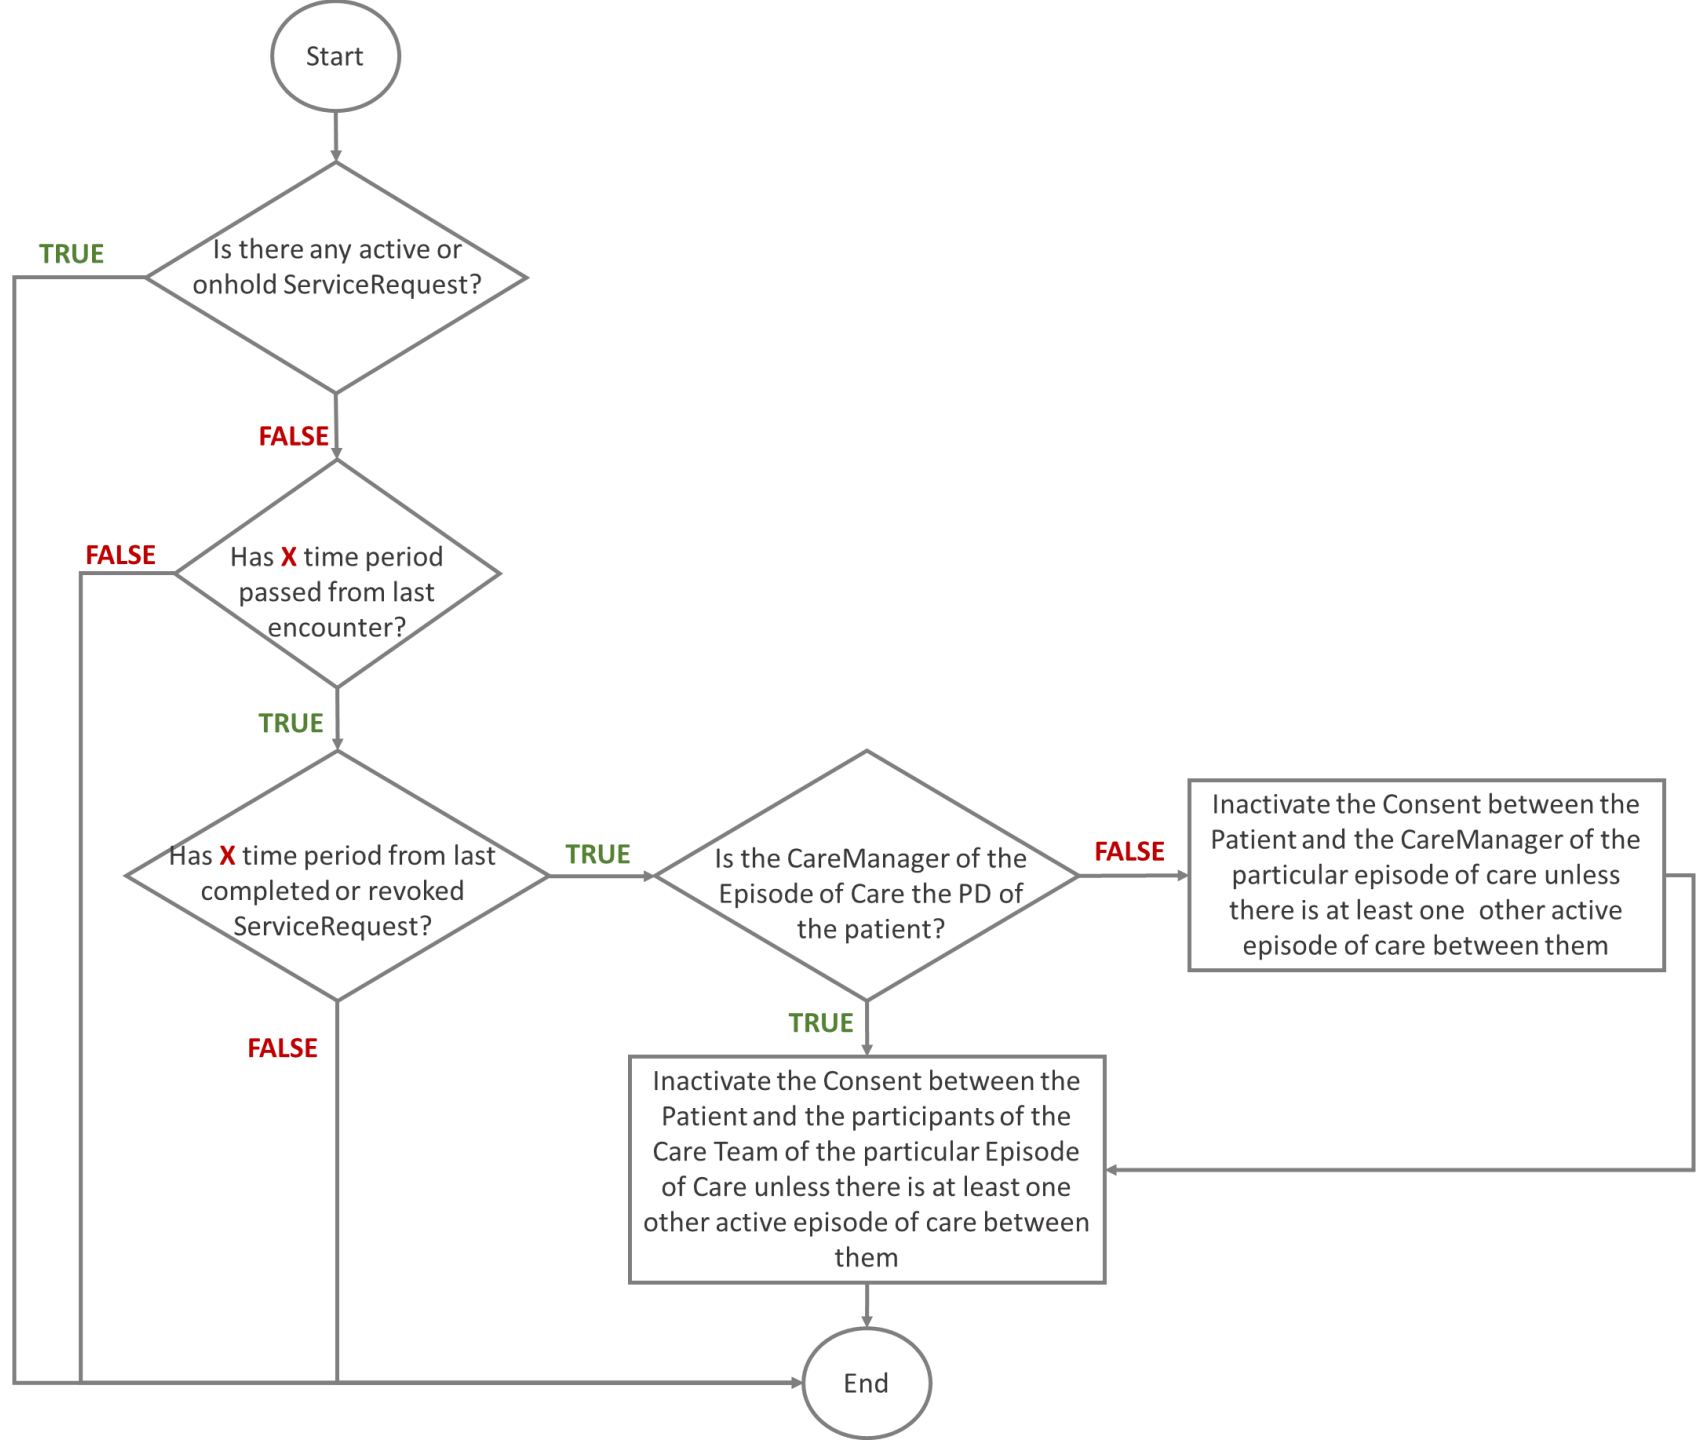 Start
TRUE
Is there any active or
onhold ServiceRequest?
FALSE
FALSE
Has X time period
passed from last
encounter?
TRUE
Has X time period from last
completed or revoked
ServiceRequest?
TRUE
Is the CareManager of the
Episode of Care the PD of
the patient?
FALSE
Inactivate the Consent between the
Patient and the CareManager of the
particular episode of care unless
there is at least one other active
episode of care between them
FALSE
TRUE
Inactivate the Consent between the
Patient and the participants of the
Care Team of the particular Episode
of Care unless there is at least one
other active episode of care between
them
End